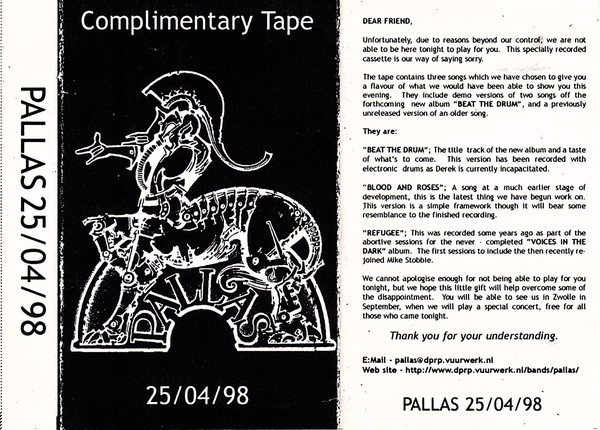 PALLAS 25/04/98
Complimentary Tape
PALLAS
25/04/98
DEAR FRIEND,
Unfortunately, due to reasons beyond our control, we are not
able to be here tonight to play for you. This specially recorded
cassette is our way of saying sorry.
The tape contains three songs which we have chosen to give you
a flavour of what we would have been able to show you this
evening. They include demo versions of two songs off the
forthcoming new album "BEAT THE DRUM", and a previously
unreleased version of an older song.
They are:
"BEAT THE DRUM"; The title track of the new album and a taste
of what's to come. This version has been recorded with
electronic drums as Derek is currently incapacitated.
"BLOOD AND ROSES"; A song at a much earlier stage of
development, this is the latest thing we have begun work on.
This version is a simple framework though it will bear some
resemblance to the finished recording.
"REFUGEE"; This was recorded some years ago as part of the
abortive sessions for the never - completed "VOICES IN THE
DARK" album. The first sessions to include the then recently re-
joined Mike Stobbie.
We cannot apologise enough for not being able to play for you
tonight, but we hope this little gift will help overcome some of
the disappointment. You will be able to see us in Zwolle in
September, when we will play a special concert, free for all
those who came tonight.
Thank you for your understanding.
E:Mail - pallas@dprp.vuurwerk.nl
Web site - http://www.dprp.vuurwerk.nl/bands/pallas/
PALLAS 25/04/98